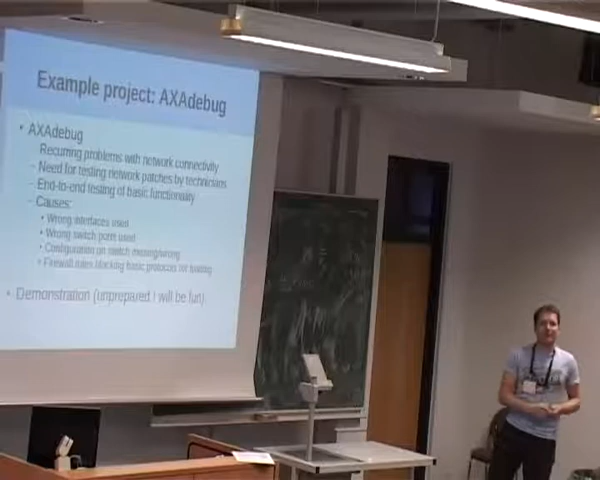 Example project: AXAdebug
• AXAdebug
Recurring problems with network connectivity
- Need for testing network patches by technicians
- End-to-end testing of basic functionality
- Causes:
• Wrong interfaces used
• Wrong switch ports used
• Configuration on switch missing/wrong
• Firewall rules blocking basic protocols for testing
• Demonstration (unprepared! will be fun)